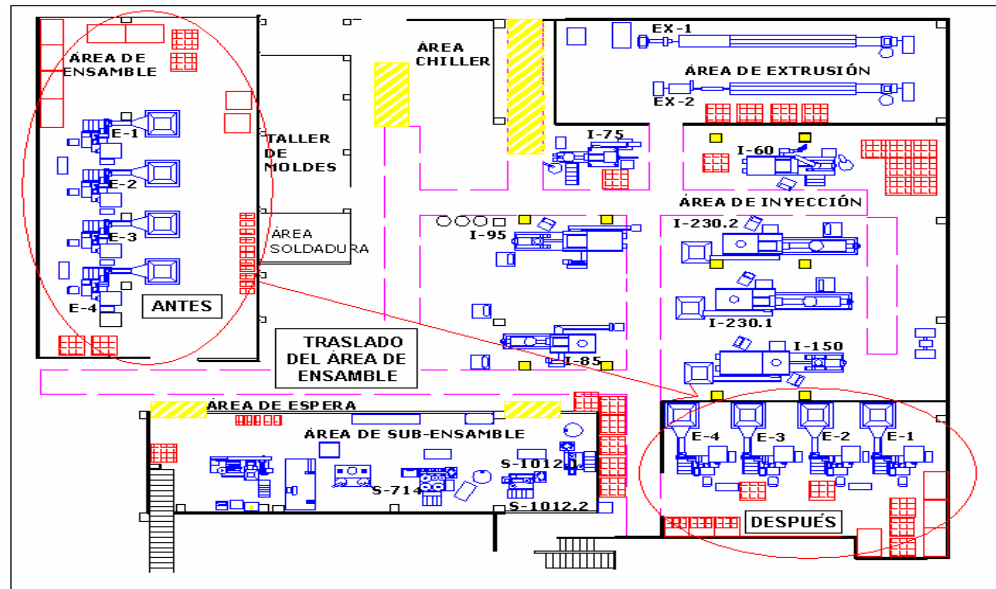 ÁREA DE
ENSAMBLE
E-1
E-2
E-3
E-4
ANTES
TALLER
DE
MOLDES
ÁREA
SOLDADURA
ÁREA
CHILLER
EX-1
ÁREA DE EXTRUSIÓN
EX-2
I-75
I-60
ÁREA DE INYECCIÓN
I-95
I-230.2
I-230.1
I-85
I-150
TRASLADO
DEL ÁREA DE
ENSAMBLE
ÁREA DE ESPERA
ÁREA DE SUB-ENSAMBLE
S-714
S-1012.1
S-1012.2
E-4
E-3
E-2
E-1
DESPUÉS